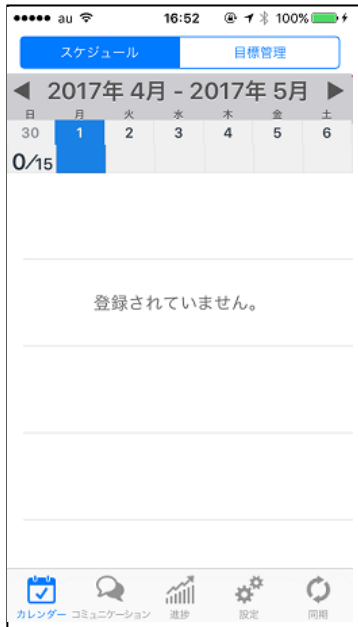 au 16:52 100%
スケジュール 目標管理
◀ 2017年 4月 - 2017年 5月 ▶
日 月 火 水 木 金 土
30 1 2 3 4 5 6
0/15
登録されていません。
カレンダー コミュニケーション 進捗 設定 同期